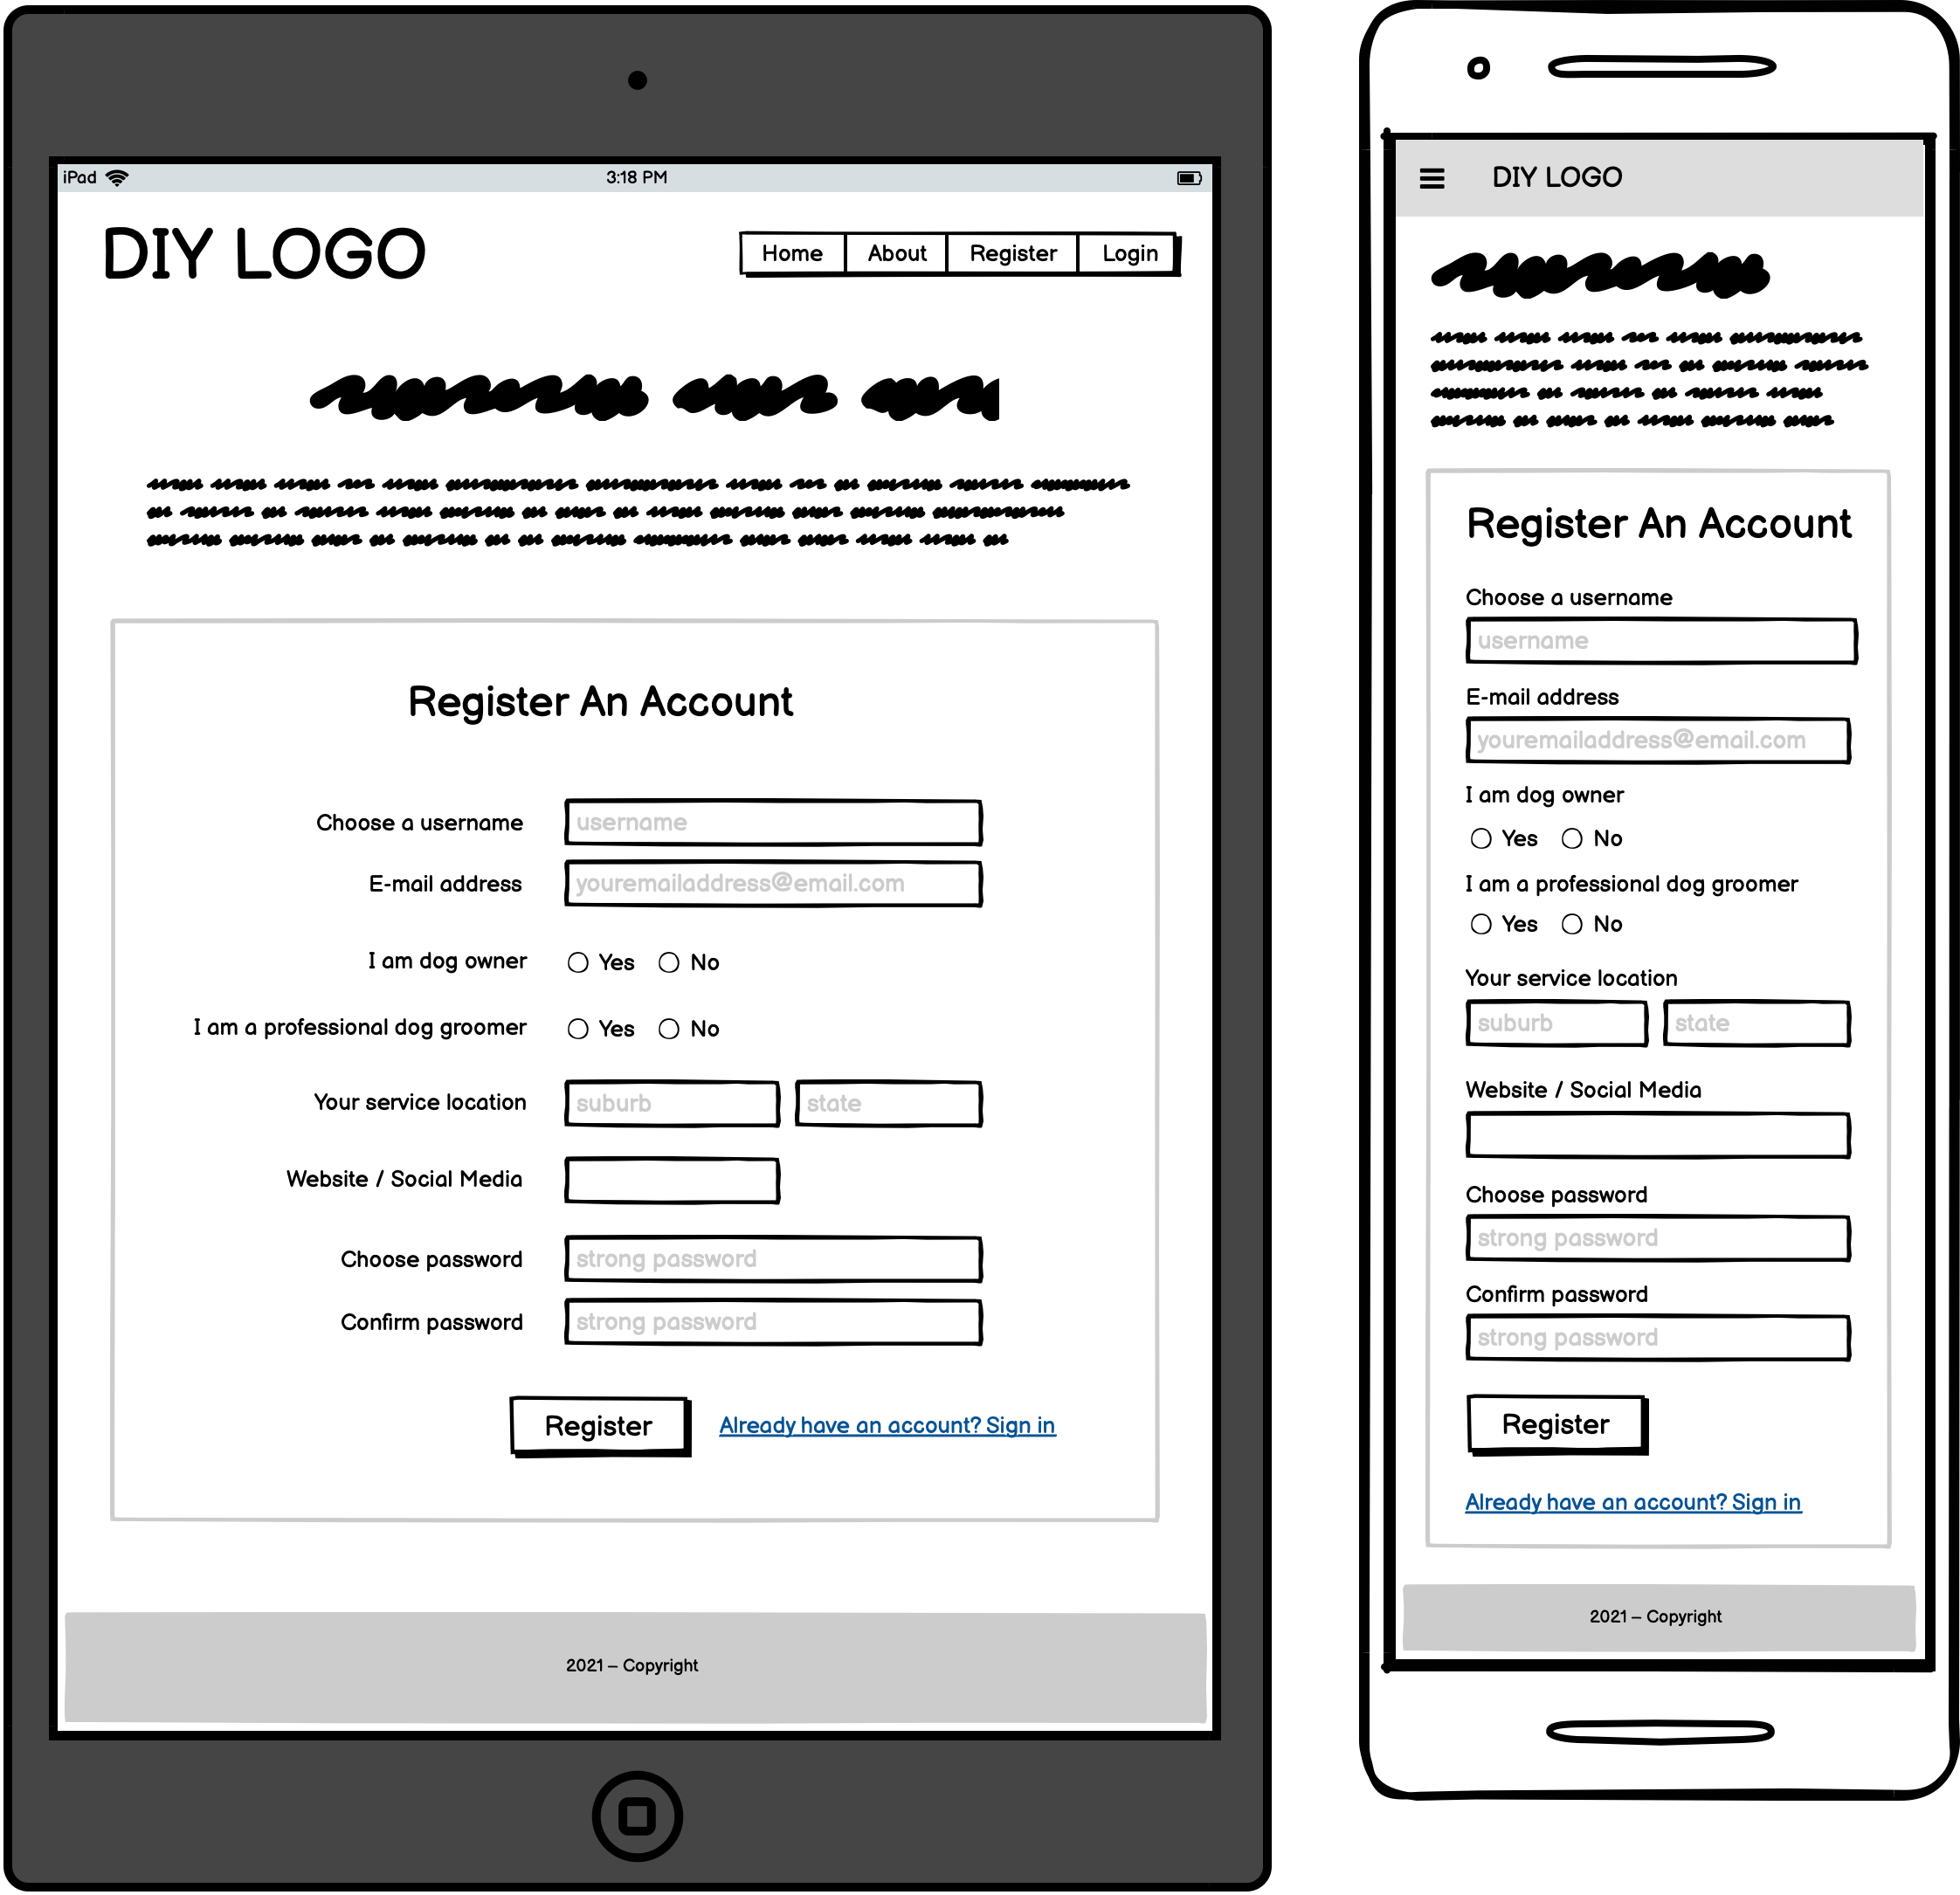 iPad
3:18 PM
DIY LOGO
Home About Register Login
Register An Account
Choose a username username
E-mail address youremailaddress@email.com
I am dog owner Yes No
I am a professional dog groomer Yes No
Your service location suburb state
Website / Social Media
Choose password strong password
Confirm password strong password
Register Already have an account? Sign in
2021 – Copyright
DIY LOGO
Register An Account
Choose a username
username
E-mail address
youremailaddress@email.com
I am dog owner
Yes No
I am a professional dog groomer
Yes No
Your service location
suburb state
Website / Social Media
Choose password
strong password
Confirm password
strong password
Register
Already have an account? Sign in
2021 – Copyright